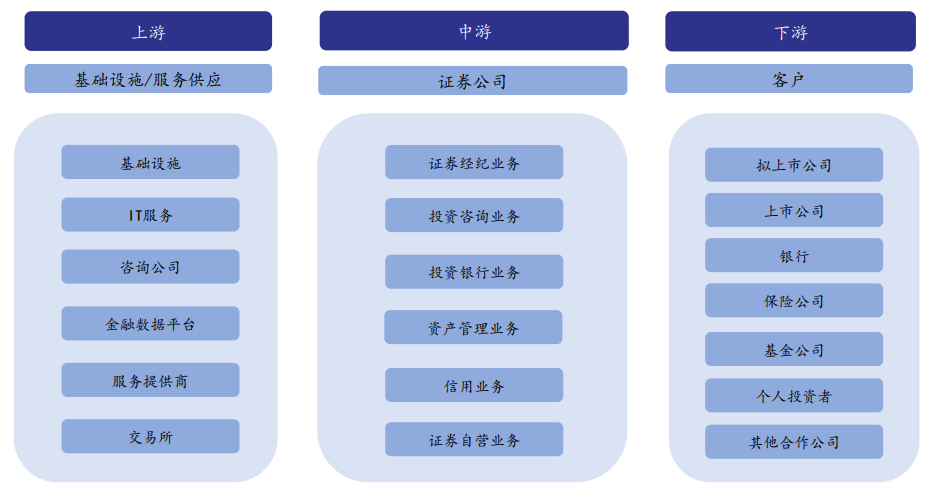 上游
基础设施/服务供应
基础设施
IT服务
咨询公司
金融数据平台
服务提供商
交易所
中游
证券公司
证券经纪业务
投资咨询业务
投资银行业务
资产管理业务
信用业务
证券自营业务
下游
客户
拟上市公司
上市公司
银行
保险公司
基金公司
个人投资者
其他合作公司